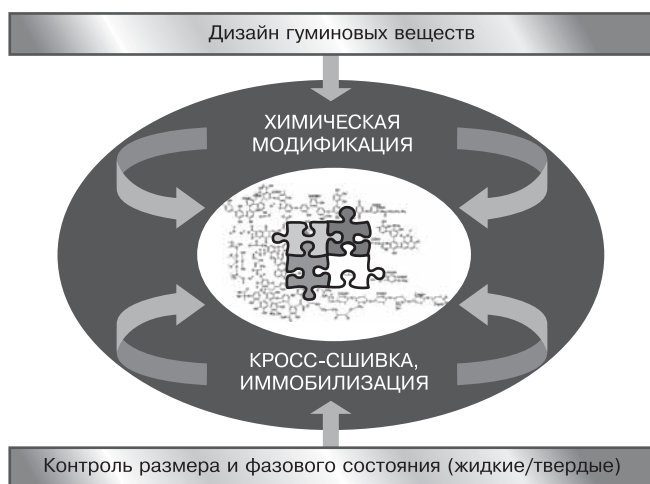 Дизайн гуминовых веществ
ХИМИЧЕСКАЯ
МОДИФИКАЦИЯ
КРОСС-СШИВКА,
ИММОБИЛИЗАЦИЯ
Контроль размера и фазового состояния (жидкие/твердые)